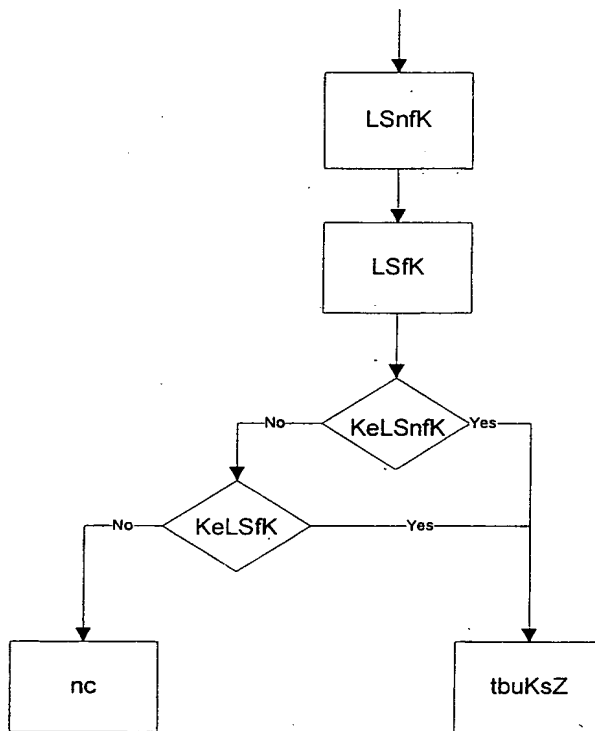 LSnfK
LSfK
No
KeLSnfK
Yes
No
KeLSfK
Yes
nc
tbuKsZ